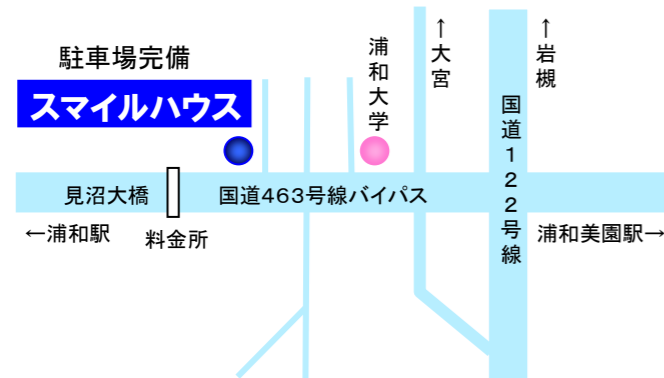 駐車場完備
スマイルハウス
浦和大学
↑大宮
↑岩槻
国道122号線
見沼大橋
国道463号線バイパス
←浦和駅
料金所
浦和美園駅→